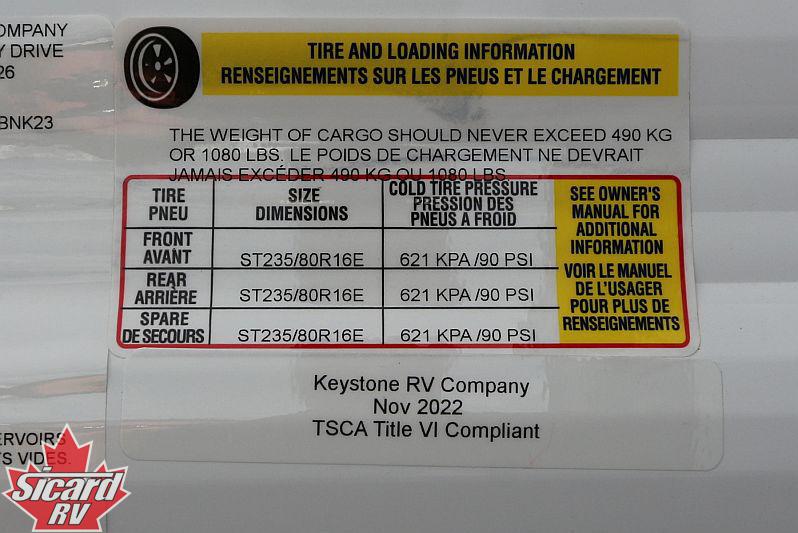 OMPANY
Y DRIVE
26
BNK23
TIRE AND LOADING INFORMATION
RENSEIGNEMENTS SUR LES PNEUS ET LE CHARGEMENT
THE WEIGHT OF CARGO SHOULD NEVER EXCEED 490 KG
OR 1080 LBS. LE POIDS DE CHARGEMENT NE DEVRAIT
JAMAIS EXCÉDER 490 KG OU 1080 LBS.
TIRE
PNEU
SIZE
DIMENSIONS
COLD TIRE PRESSURE
PRESSION DES
PNEUS A FROID
FRONT
AVANT
ST235/80R16E
621 KPA /90 PSI
REAR
ARRIÈRE
ST235/80R16E
621 KPA /90 PSI
SPARE
DE SECOURS
ST235/80R16E
621 KPA /90 PSI
SEE OWNER'S
MANUAL FOR
ADDITIONAL
INFORMATION
VOIR LE MANUEL
DE L'USAGER
POUR PLUS DE
RENSEIGNEMENTS
Keystone RV Company
Nov 2022
TSCA Title VI Compliant
ERVOIRS
TS VIDES.
Sicard
RV